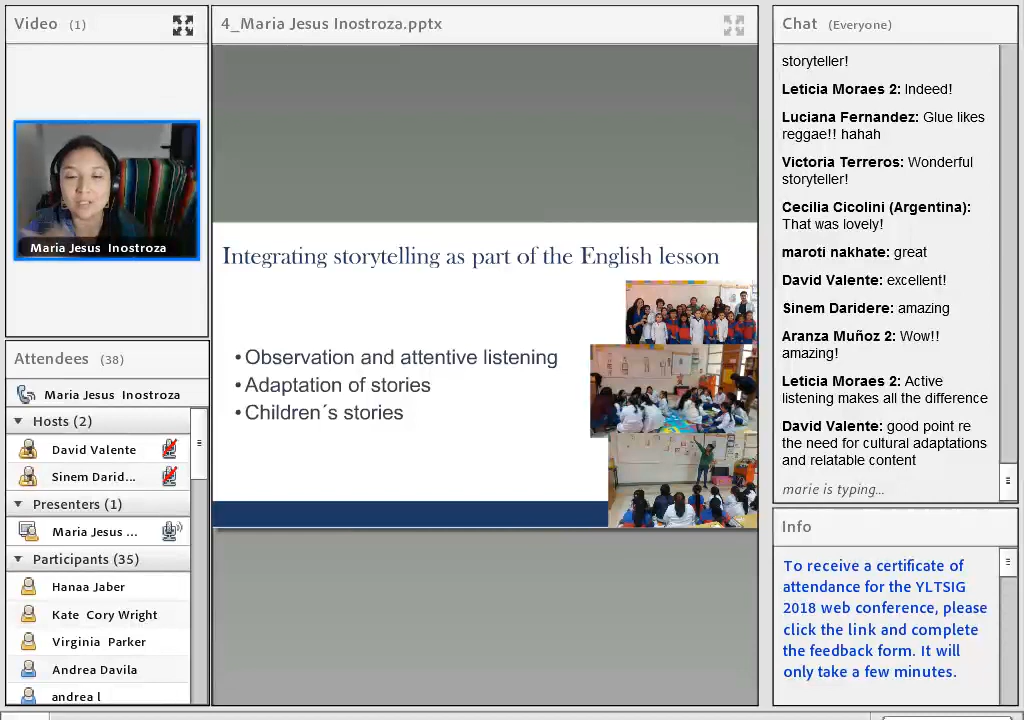 Video (1)
Maria Jesus Inostroza
Attendees (38)
Maria Jesus Inostroza
Hosts (2)
David Valente
Sinem Darid...
Presenters (1)
Maria Jesus ...
Participants (35)
Hanaa Jaber
Kate Cory Wright
Virginia Parker
Andrea Davila
andrea l
4_Maria Jesus Inostroza.pptx
Integrating storytelling as part of the English lesson
• Observation and attentive listening
• Adaptation of stories
• Children´s stories
Chat (Everyone)
storyteller!
Leticia Moraes 2: Indeed!
Luciana Fernandez: Glue likes
reggae!! hahah
Victoria Terreros: Wonderful
storyteller!
Cecilia Cicolini (Argentina):
That was lovely!
maroti nakhate: great
David Valente: excellent!
Sinem Daridere: amazing
Aranza Muñoz 2: Wow!!
amazing!
Leticia Moraes 2: Active
listening makes all the difference
David Valente: good point re
the need for cultural adaptations
and relatable content
marie is typing...
Info
To receive a certificate of
attendance for the YLTSIG
2018 web conference, please
click the link and complete
the feedback form. It will
only take a few minutes.